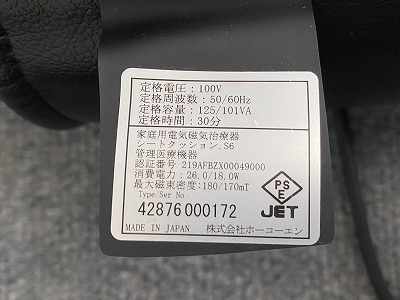 定格電圧:100V
定格周波数:50/60Hz
定格容量:125/101VA
定格時間:30分
家庭用電気磁気治療器
シートクッション.S6
管理医療機器
認証番号 219AFBZX00049000
消費電力:26.0/18.0W
最大磁束密度:180/170mT
Type/Ser No
42876 000172
PS
E
JET
MADE IN JAPAN 株式会社ホーコーエン